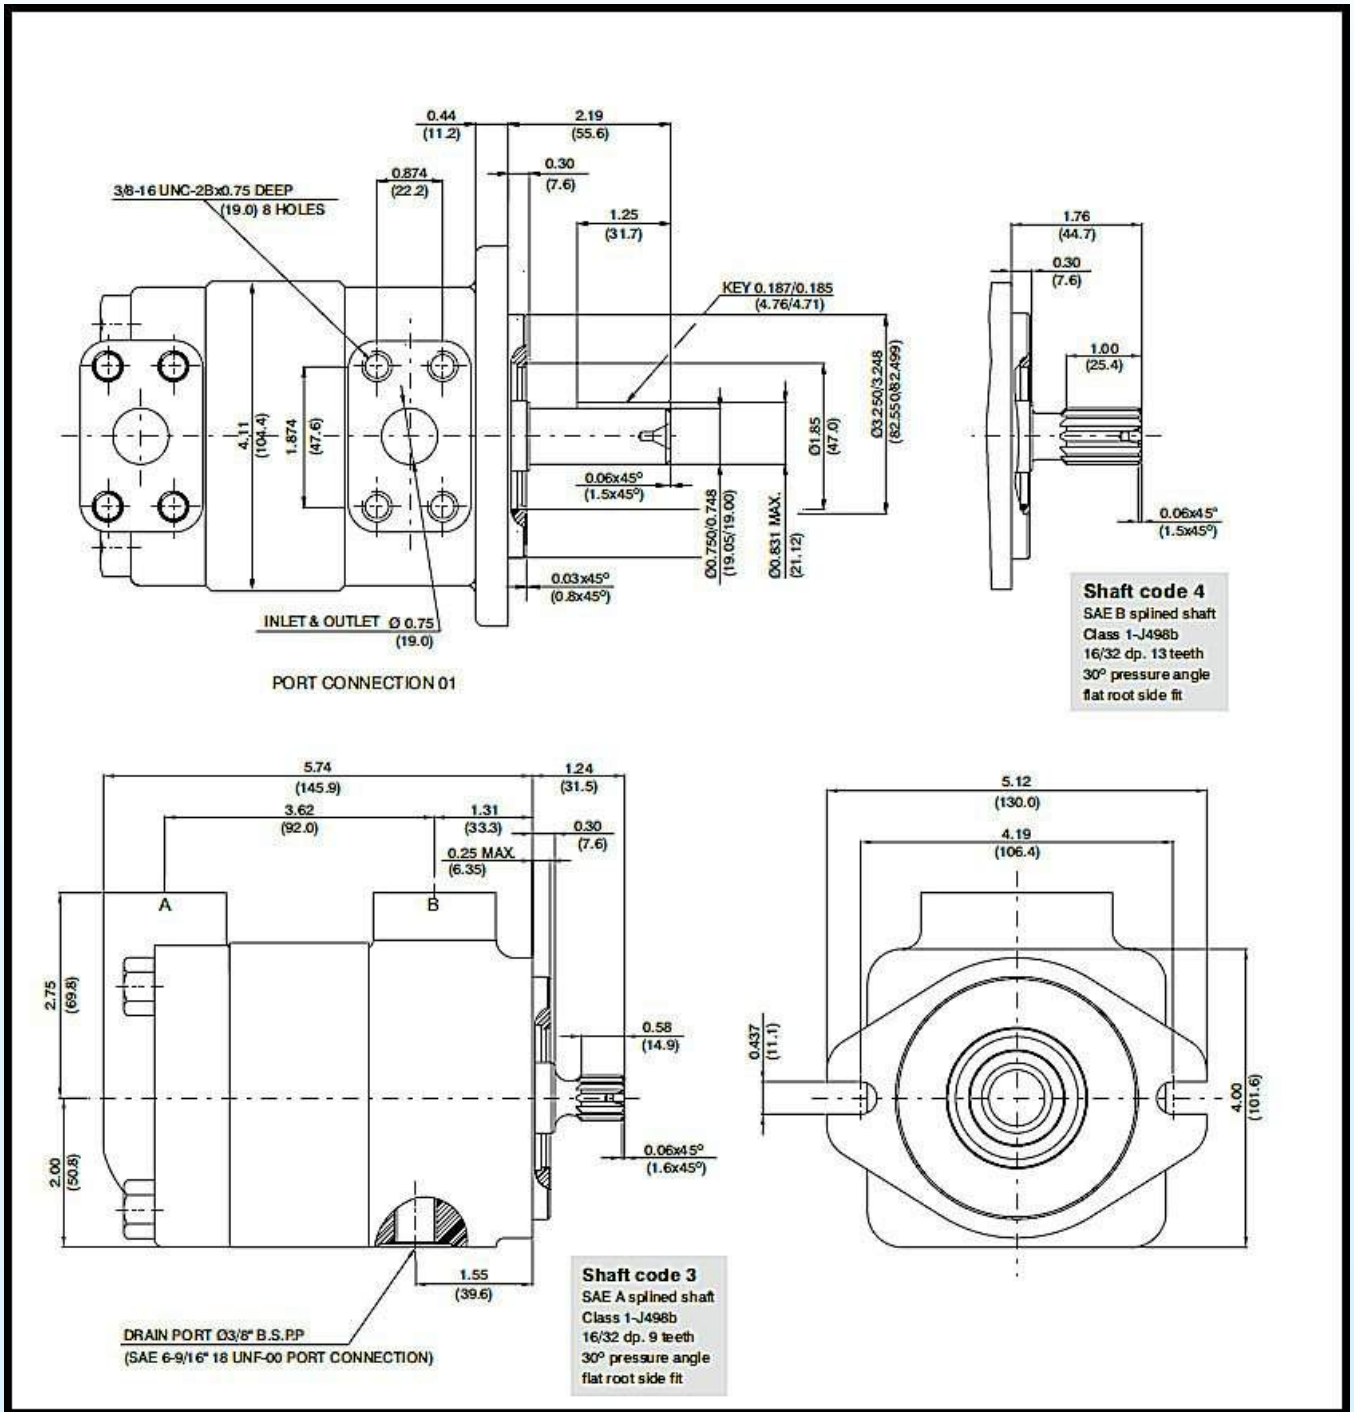 0.44
(11.2)
2.19
(55.6)
0.874
(22.2)
0.30
(7.6)
3/8-16 UNC-2Bx0.75 DEEP
(19.0) 8 HOLES
1.25
(31.7)
KEY 0.187/0.185
(4.76/4.71)
4.11
(104.4)
1.874
(47.6)
0.06x45º
(1.5x45º)
Ø0.750/0.748
(19.05/19.00)
Ø0.831 MAX.
(21.12)
Ø1.85
(47.0)
Ø3.250/3.248
(82.550/82.499)
0.03x45º
(0.8x45º)
INLET & OUTLET Ø 0.75
(19.0)
PORT CONNECTION 01
1.76
(44.7)
0.30
(7.6)
1.00
(25.4)
0.06x45º
(1.5x45º)
Shaft code 4
SAE B splined shaft
Class 1-J498b
16/32 dp. 13 teeth
30º pressure angle
flat root side fit
5.74
(145.9)
1.24
(31.5)
3.62
(92.0)
1.31
(33.3)
0.30
(7.6)
0.25 MAX.
(6.35)
A
B
2.75
(69.8)
2.00
(50.8)
0.58
(14.9)
0.06x45º
(1.6x45º)
1.55
(39.6)
DRAIN PORT Ø3/8" B.S.P.P
(SAE 6-9/16" 18 UNF-00 PORT CONNECTION)
Shaft code 3
SAE A splined shaft
Class 1-J498b
16/32 dp. 9 teeth
30º pressure angle
flat root side fit
5.12
(130.0)
4.19
(106.4)
0.437
(11.1)
4.00
(101.6)